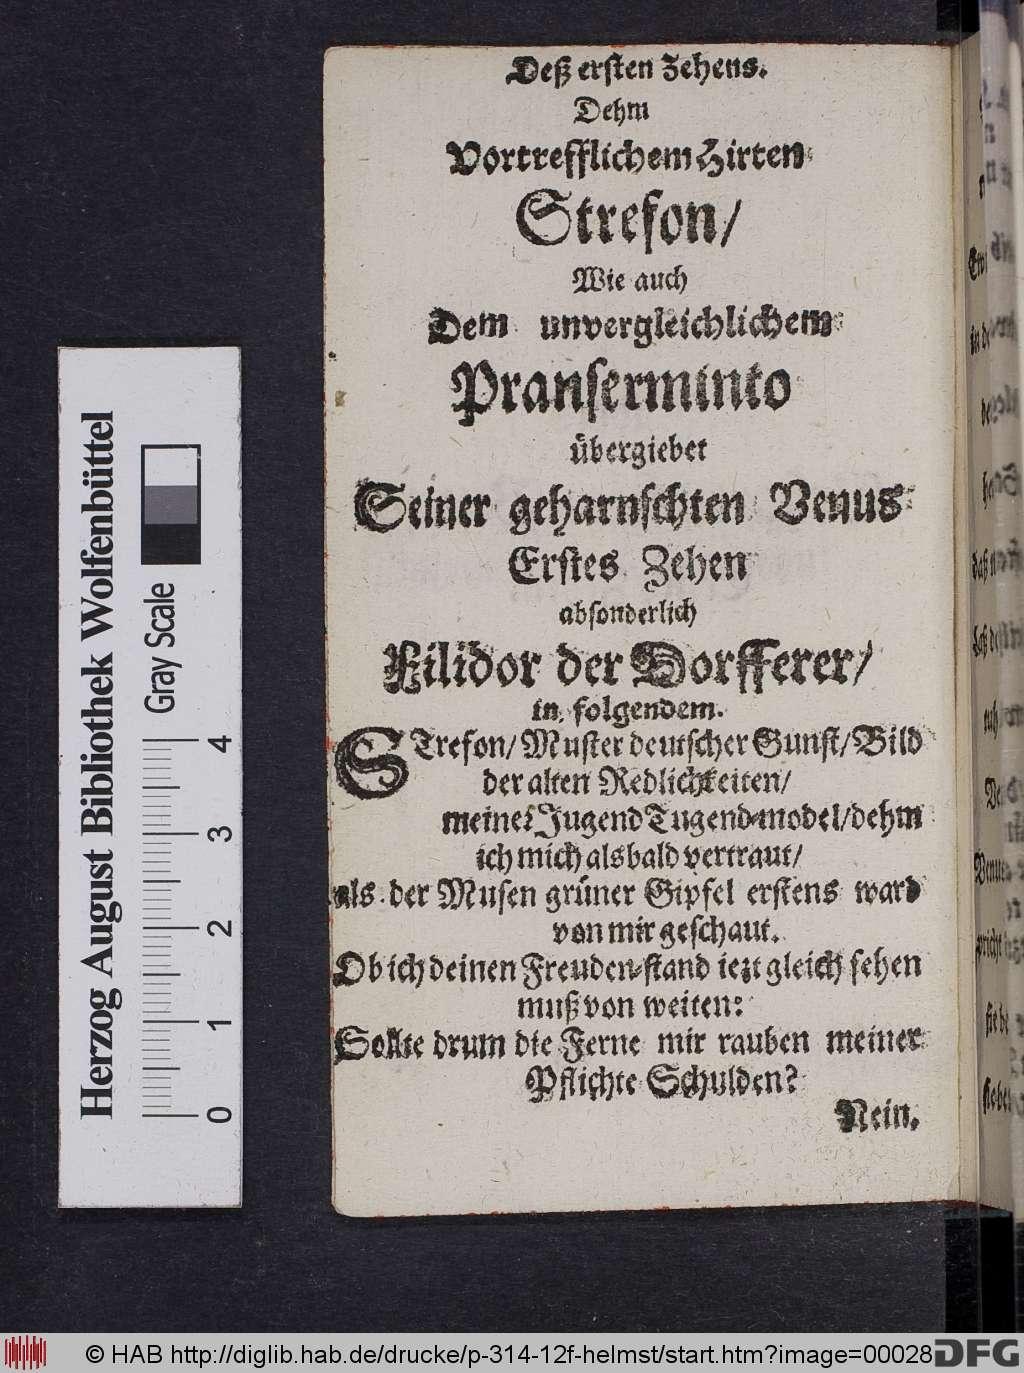 Deß ersten Zehens.
Dehm
Vortrefflichem Hirten
Strefon/
Wie auch
Dem unvergleichlichem
Pranserminto
übergiebet
Seiner geharnschten Venus
Erstes Zehen
absonderlich
Filidor der Dorfferer/
in folgendem.
STrefon/ Muster deutscher Gunst/ Bild
der alten Redlichkeiten/
meiner Jugend Tugend-model/ dehm
ich mich alsbald vertraut/
als der Musen grüner Gipfel erstens ward
von mir geschaut.
Ob ich deinen Freuden-stand iezt gleich sehen
muß von weiten:
Sollte drum die Ferne mir rauben meiner
Pflichte Schulden?
Nein.
Herzog August Bibliothek Wolfenbüttel
Gray Scale
0 1 2 3 4
© HAB http://diglib.hab.de/drucke/p-314-12f-helmst/start.htm?image=00028
DFG